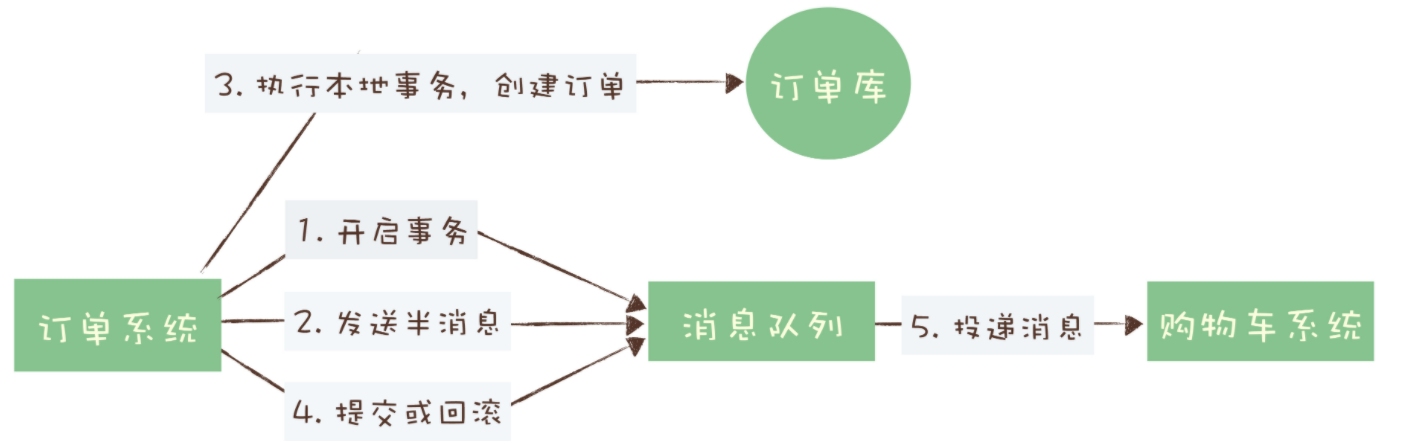 3. 执行本地事务，创建订单
订单库
1. 开启事务
订单系统
2. 发送半消息
消息队列
5. 投递消息
购物车系统
4. 提交或回滚